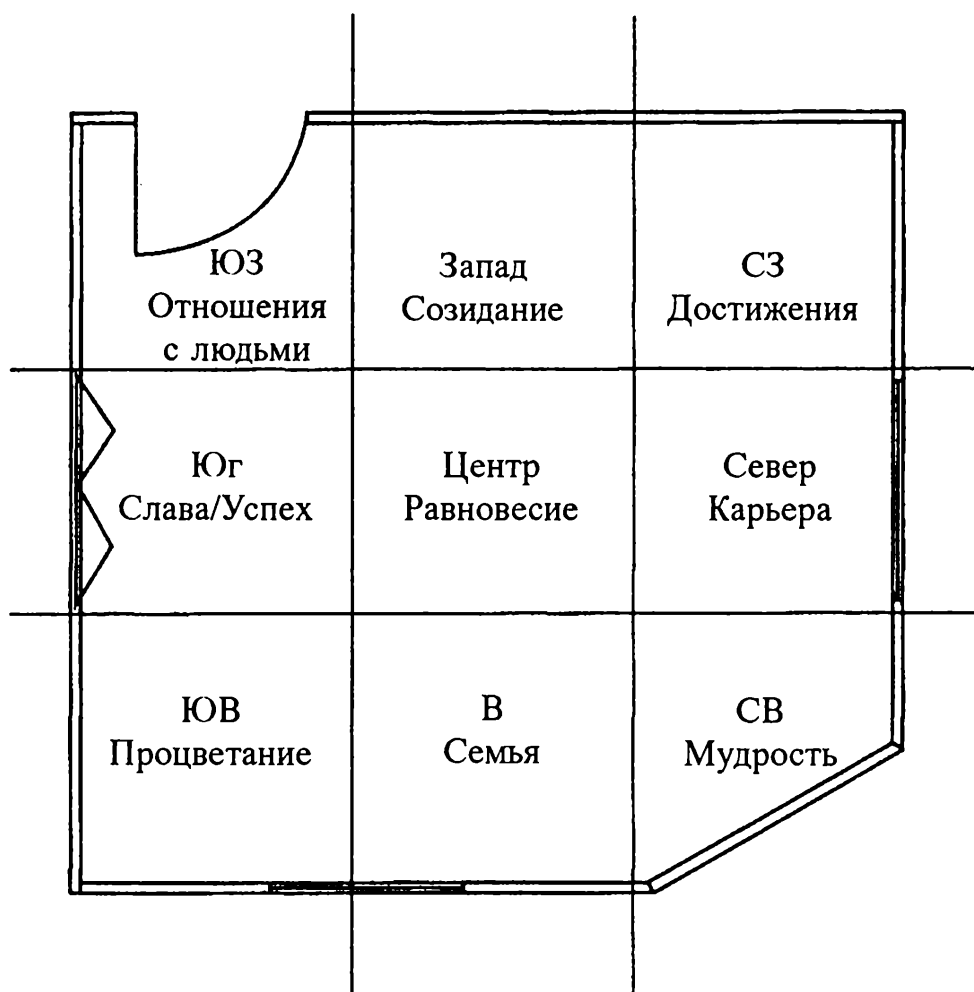 ЮЗ
Отношения
с людьми
Запад
Созидание
СЗ
Достижения
Юг
Слава/Успех
Центр
Равновесие
Север
Карьера
ЮВ
Процветание
В
Семья
СВ
Мудрость